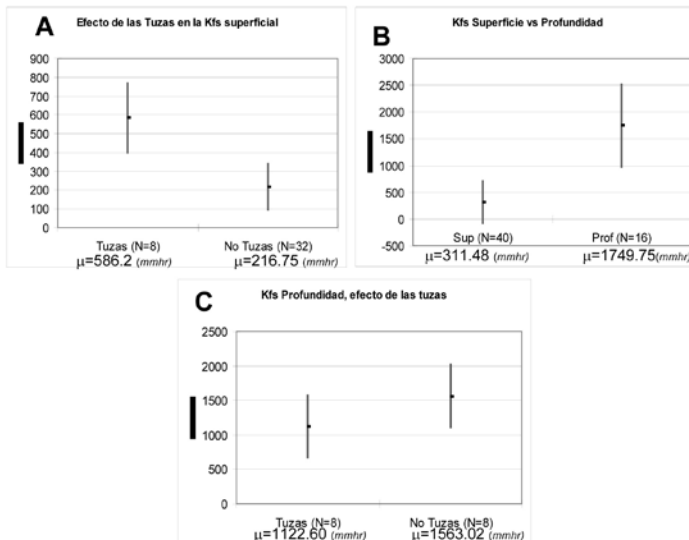 A
Efecto de las Tuzas en la Kfs superficial
900
800
700
600
500
400
300
200
100
0
Tuzas (N=8) No Tuzas (N=32)
μ=586.2 (mmhr) μ=216.75 (mmhr)
B
Kfs Superficie vs Profundidad
3000
2500
2000
1500
1000
500
0
-500
Sup (N=40) Prof (N=16)
μ=311.48 (mmhr) μ=1749.75 (mmhr)
C
Kfs Profundidad, efecto de las tuzas
2500
2000
1500
1000
500
0
Tuzas (N=8) No Tuzas (N=8)
μ=1122.60 (mmhr) μ=1563.02 (mmhr)